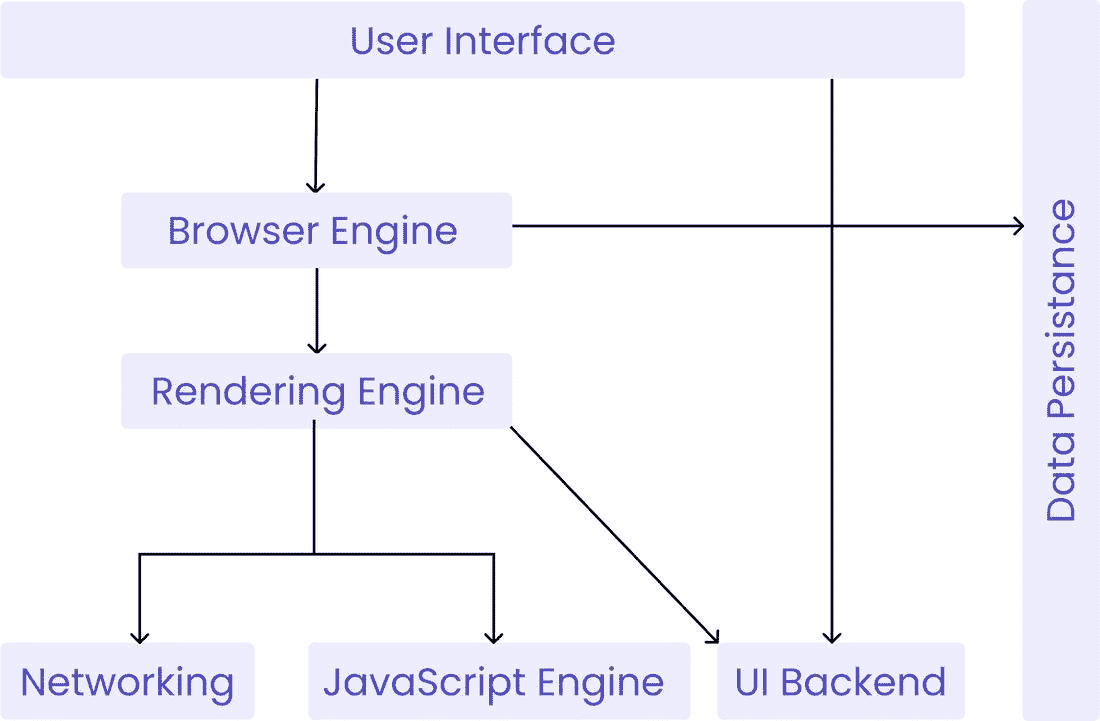 User Interface
Browser Engine
Data Persistance
Rendering Engine
Networking
JavaScript Engine
UI Backend